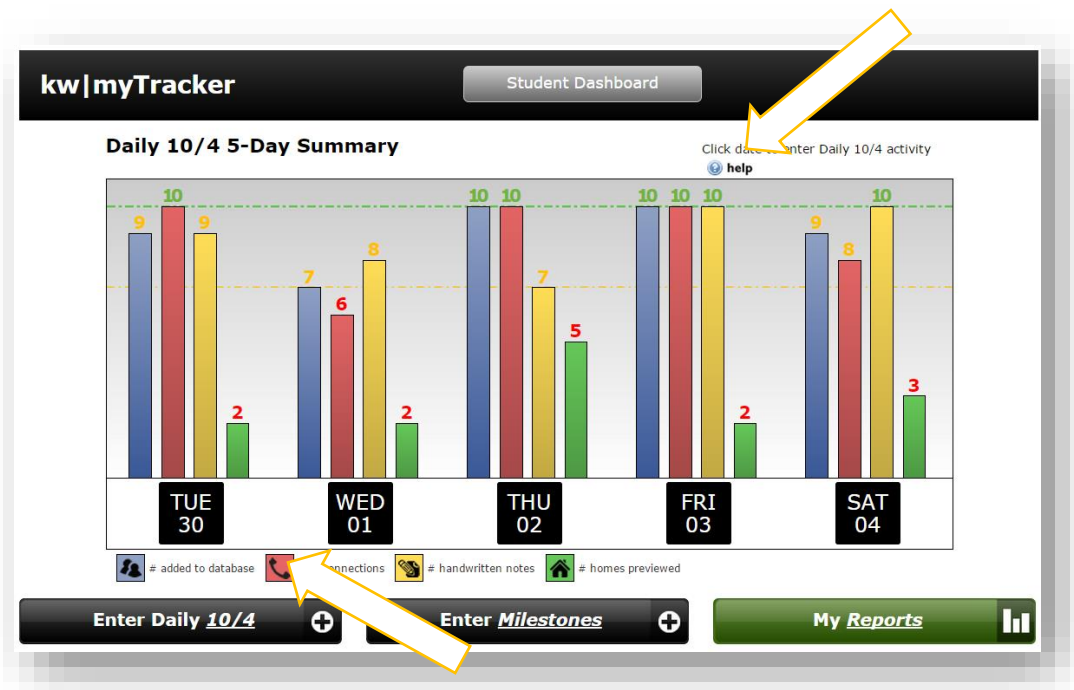 kw|myTracker
Student Dashboard
Daily 10/4 5-Day Summary
Click date to enter Daily 10/4 activity
help
9 10 9 2
7 6 8 2
10 10 7 5
10 10 10 2
9 8 10 3
TUE
30
WED
01
THU
02
FRI
03
SAT
04
# added to database
# handwritten notes
# homes previewed
Enter Daily 10/4
Enter Milestones
My Reports